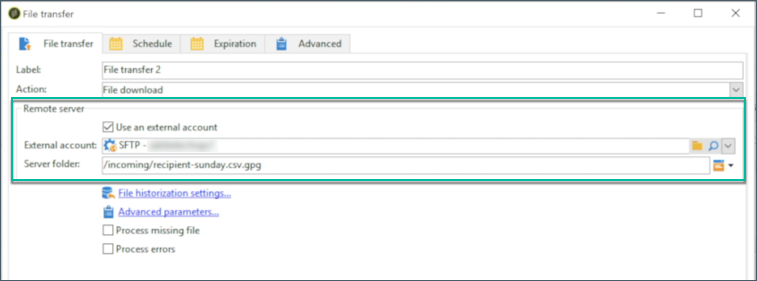 File transfer
File transfer Schedule Expiration Advanced
Label: File transfer 2
Action: File download
Remote server
Use an external account
External account: SFTP -
Server folder: /incoming/recipient-sunday.csv.gpg
File historization settings...
Advanced parameters...
Process missing file
Process errors